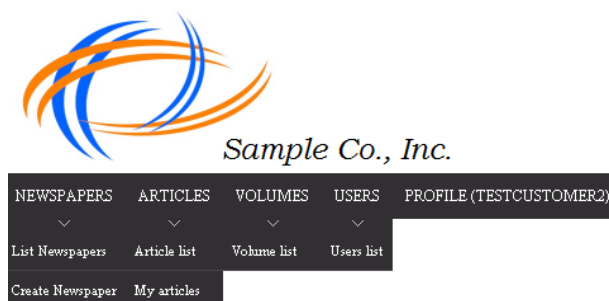 Sample Co., Inc.
NEWSPAPERS ARTICLES VOLUMES USERS PROFILE (TESTCUSTOMER2)
List Newspapers Article list Volume list Users list
Create Newspaper My articles